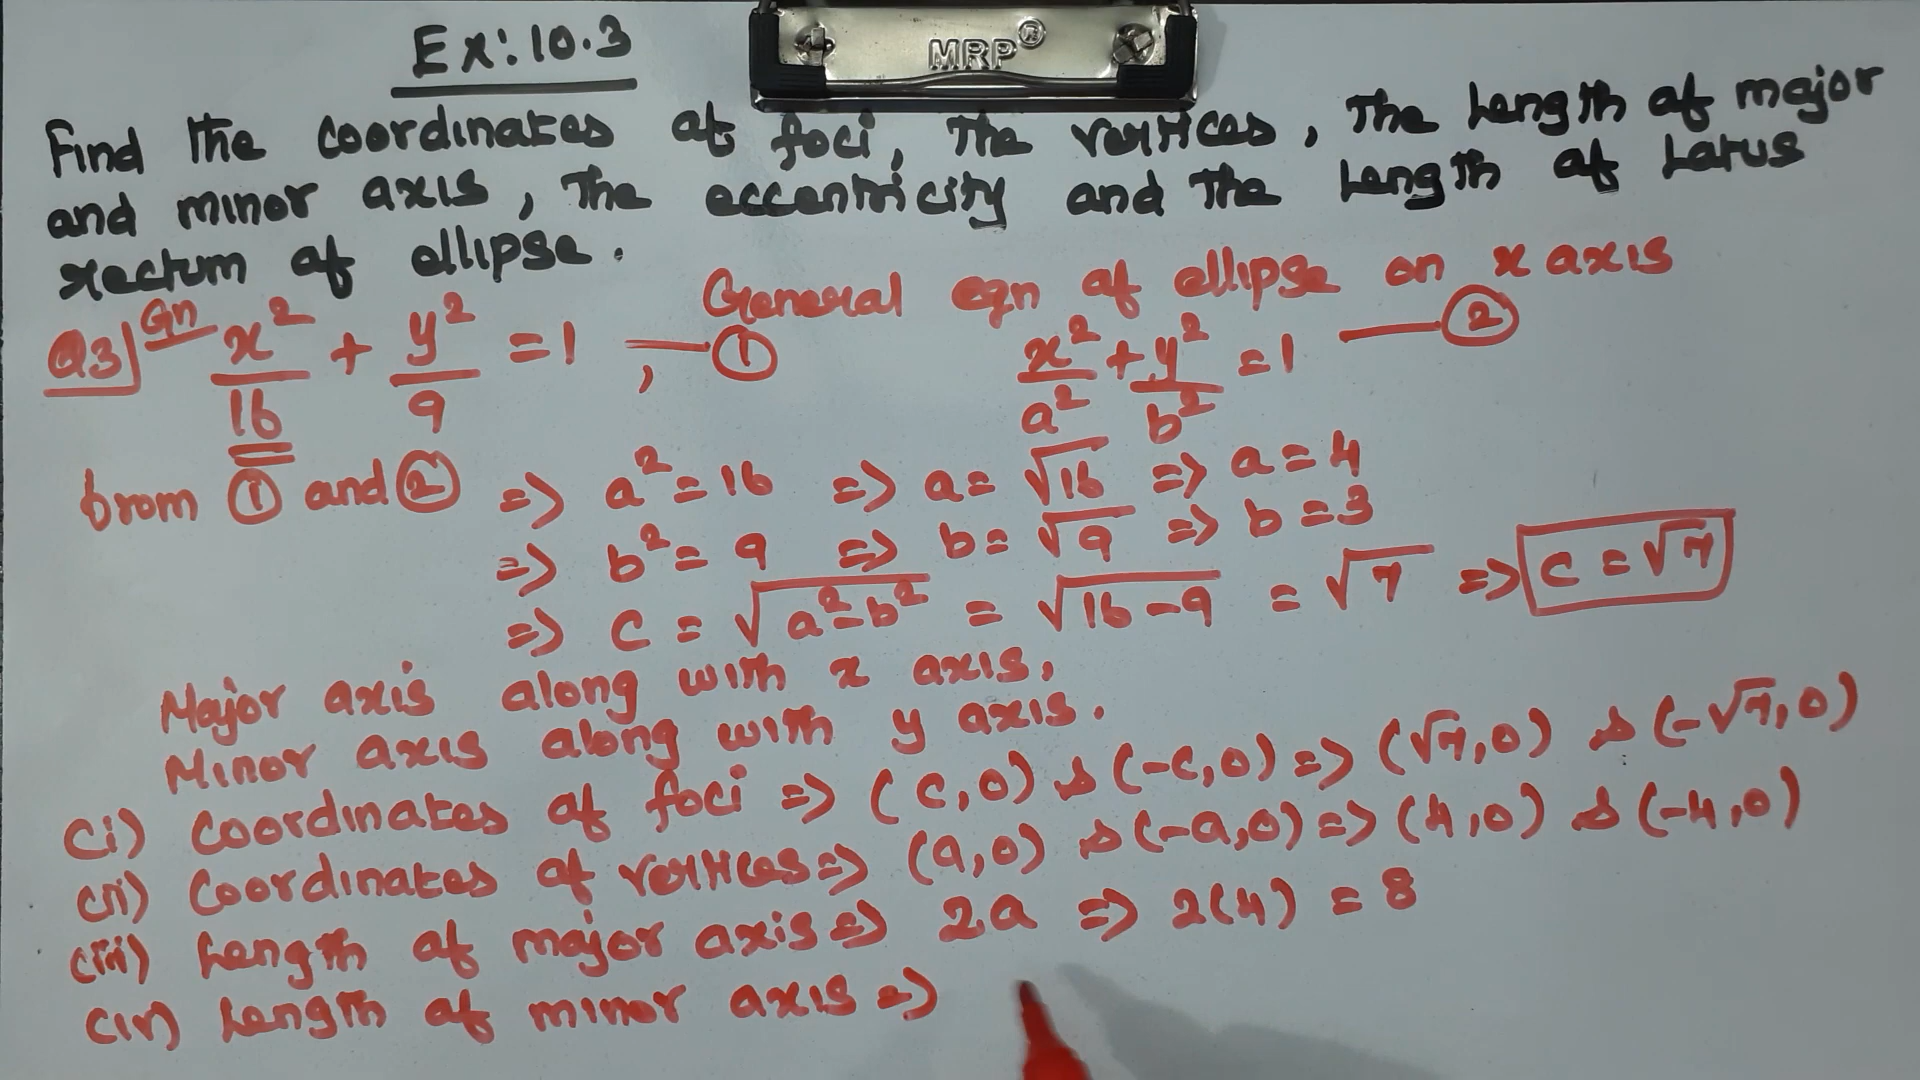 MRP®
Ex:10.3
Find the coordinates of foci, The vertices, The Length of major
and minor axis, The eccentricity and The Length of Latus
rectum of ellipse.
General eqn of ellipse on x axis
Q3) Gn x²/16 + y²/9 = 1, —① x²/a² + y²/b² = 1 —②
from ① and ② => a² = 16 => a = √16 => a = 4
=> b² = 9 => b = √9 => b = 3
=> c = √a²-b² = √16-9 = √7 => c = √7
Major axis along with x axis,
Minor axis along with y axis.
(i) Coordinates of foci => (c,0) & (-c,0) => (√7,0) & (-√7,0)
(ii) Coordinates of vertices => (a,0) & (-a,0) => (4,0) & (-4,0)
(iii) Length of major axis => 2a => 2(4) = 8
(iv) Length of minor axis =>